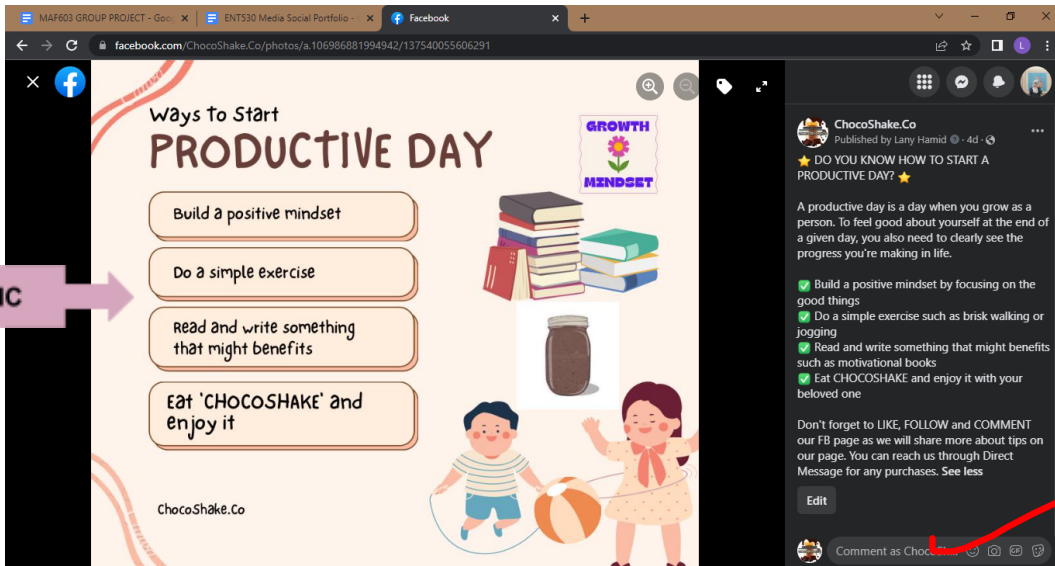 MAF603 GROUP PROJECT - Goog
ENT530 Media Social Portfolio -
Facebook
facebook.com/ChocoShake.Co/photos/a.106986881994942/137540055606291
L
IC
Ways to Start
PRODUCTIVE DAY
GROWTH
MINDSET
Build a positive mindset
Do a simple exercise
Read and write something
that might benefits
Eat 'CHOCOSHAKE' and
enjoy it
ChocoShake.Co
ChocoShake.Co
Published by Lany Hamid · 4d ·
⭐ DO YOU KNOW HOW TO START A
PRODUCTIVE DAY? ⭐
A productive day is a day when you grow as a
person. To feel good about yourself at the end of
a given day, you also need to clearly see the
progress you're making in life.
✅ Build a positive mindset by focusing on the
good things
✅ Do a simple exercise such as brisk walking or
jogging
✅ Read and write something that might benefits
such as motivational books
✅ Eat CHOCOSHAKE and enjoy it with your
beloved one
Don't forget to LIKE, FOLLOW and COMMENT
our FB page as we will share more about tips on
our page. You can reach us through Direct
Message for any purchases. See less
Edit
Comment as
GIF